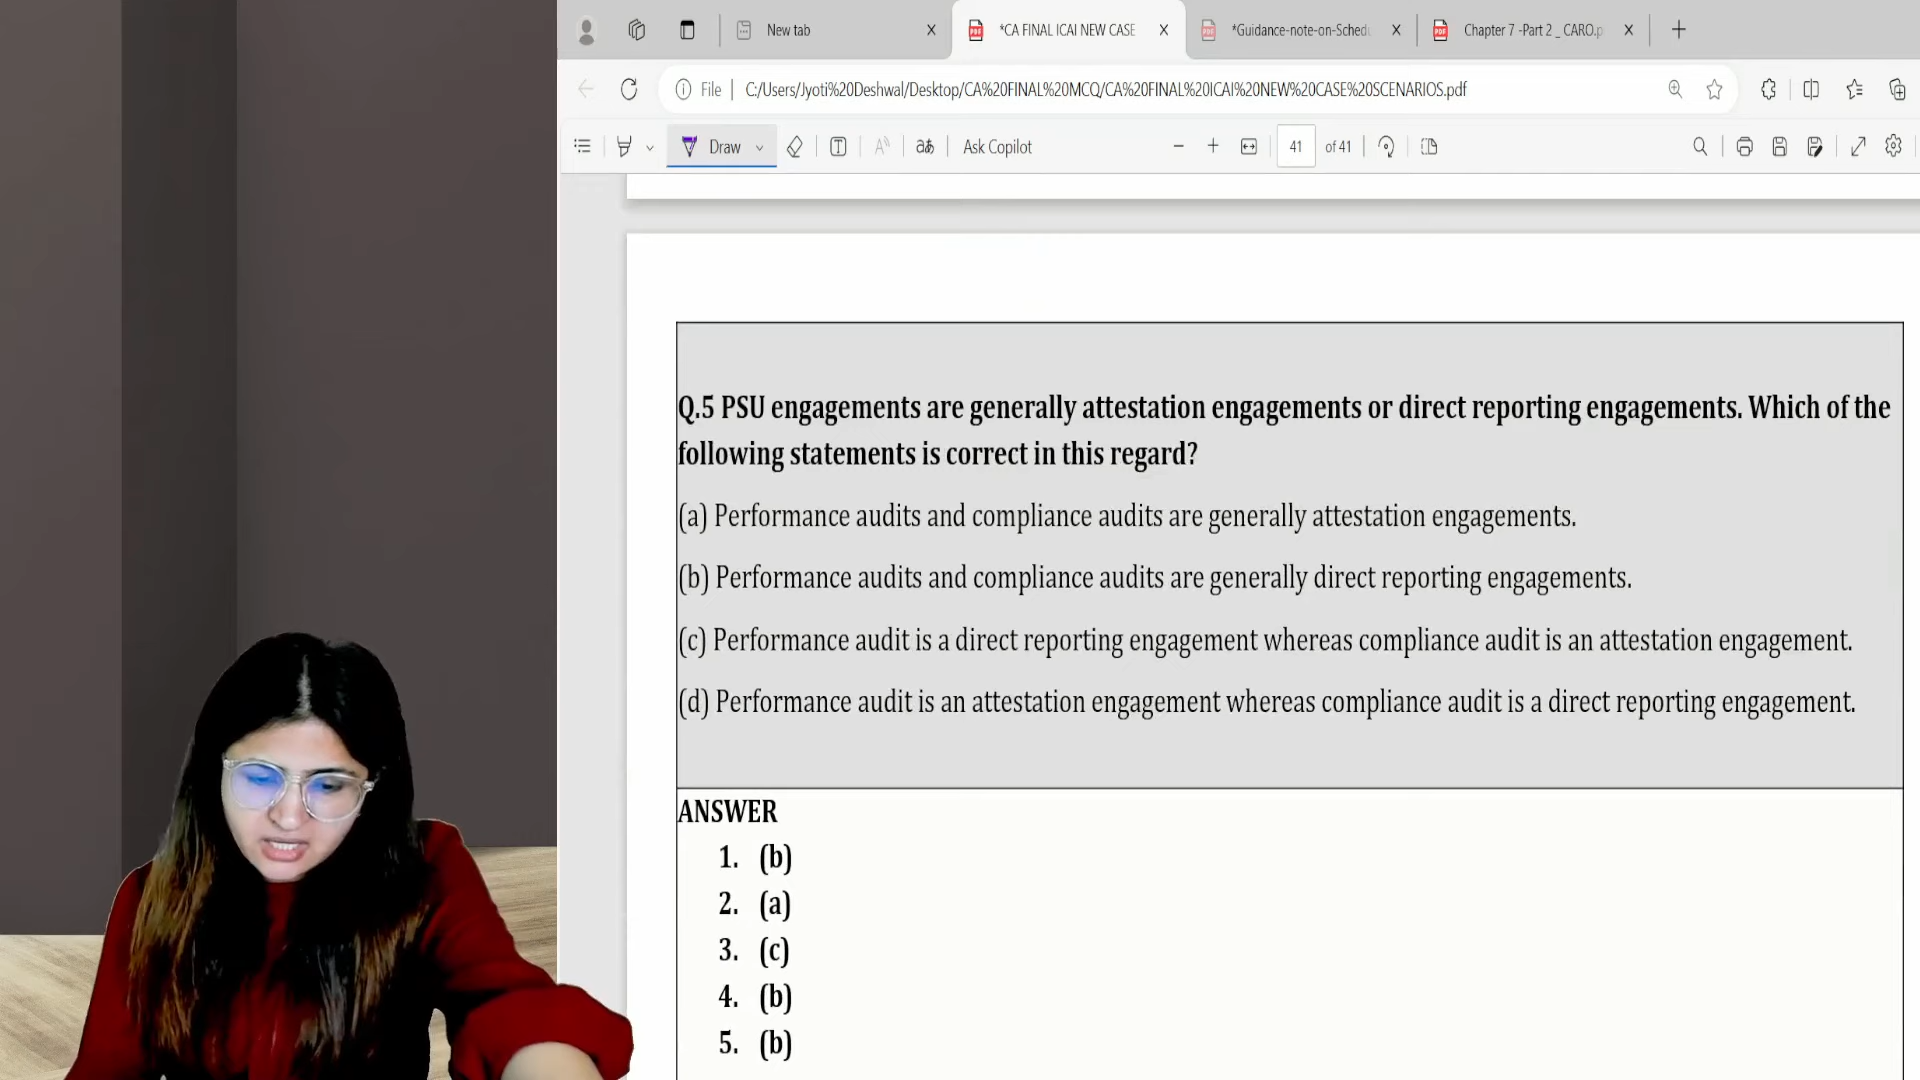 New tab
*CA FINAL ICAI NEW CASE
*Guidance-note-on-Sched
Chapter 7 -Part 2 _ CARO.p
File
C:/Users/Jyoti%20Deshwal/Desktop/CA%20FINAL%20MCQ/CA%20FINAL%20ICAI%20NEW%20CASE%20SCENARIOS.pdf
Draw
aあ
Ask Copilot
41 of 41
Q.5 PSU engagements are generally attestation engagements or direct reporting engagements. Which of the
following statements is correct in this regard?
(a) Performance audits and compliance audits are generally attestation engagements.
(b) Performance audits and compliance audits are generally direct reporting engagements.
(c) Performance audit is a direct reporting engagement whereas compliance audit is an attestation engagement.
(d) Performance audit is an attestation engagement whereas compliance audit is a direct reporting engagement.
ANSWER
1. (b)
2. (a)
3. (c)
4. (b)
5. (b)